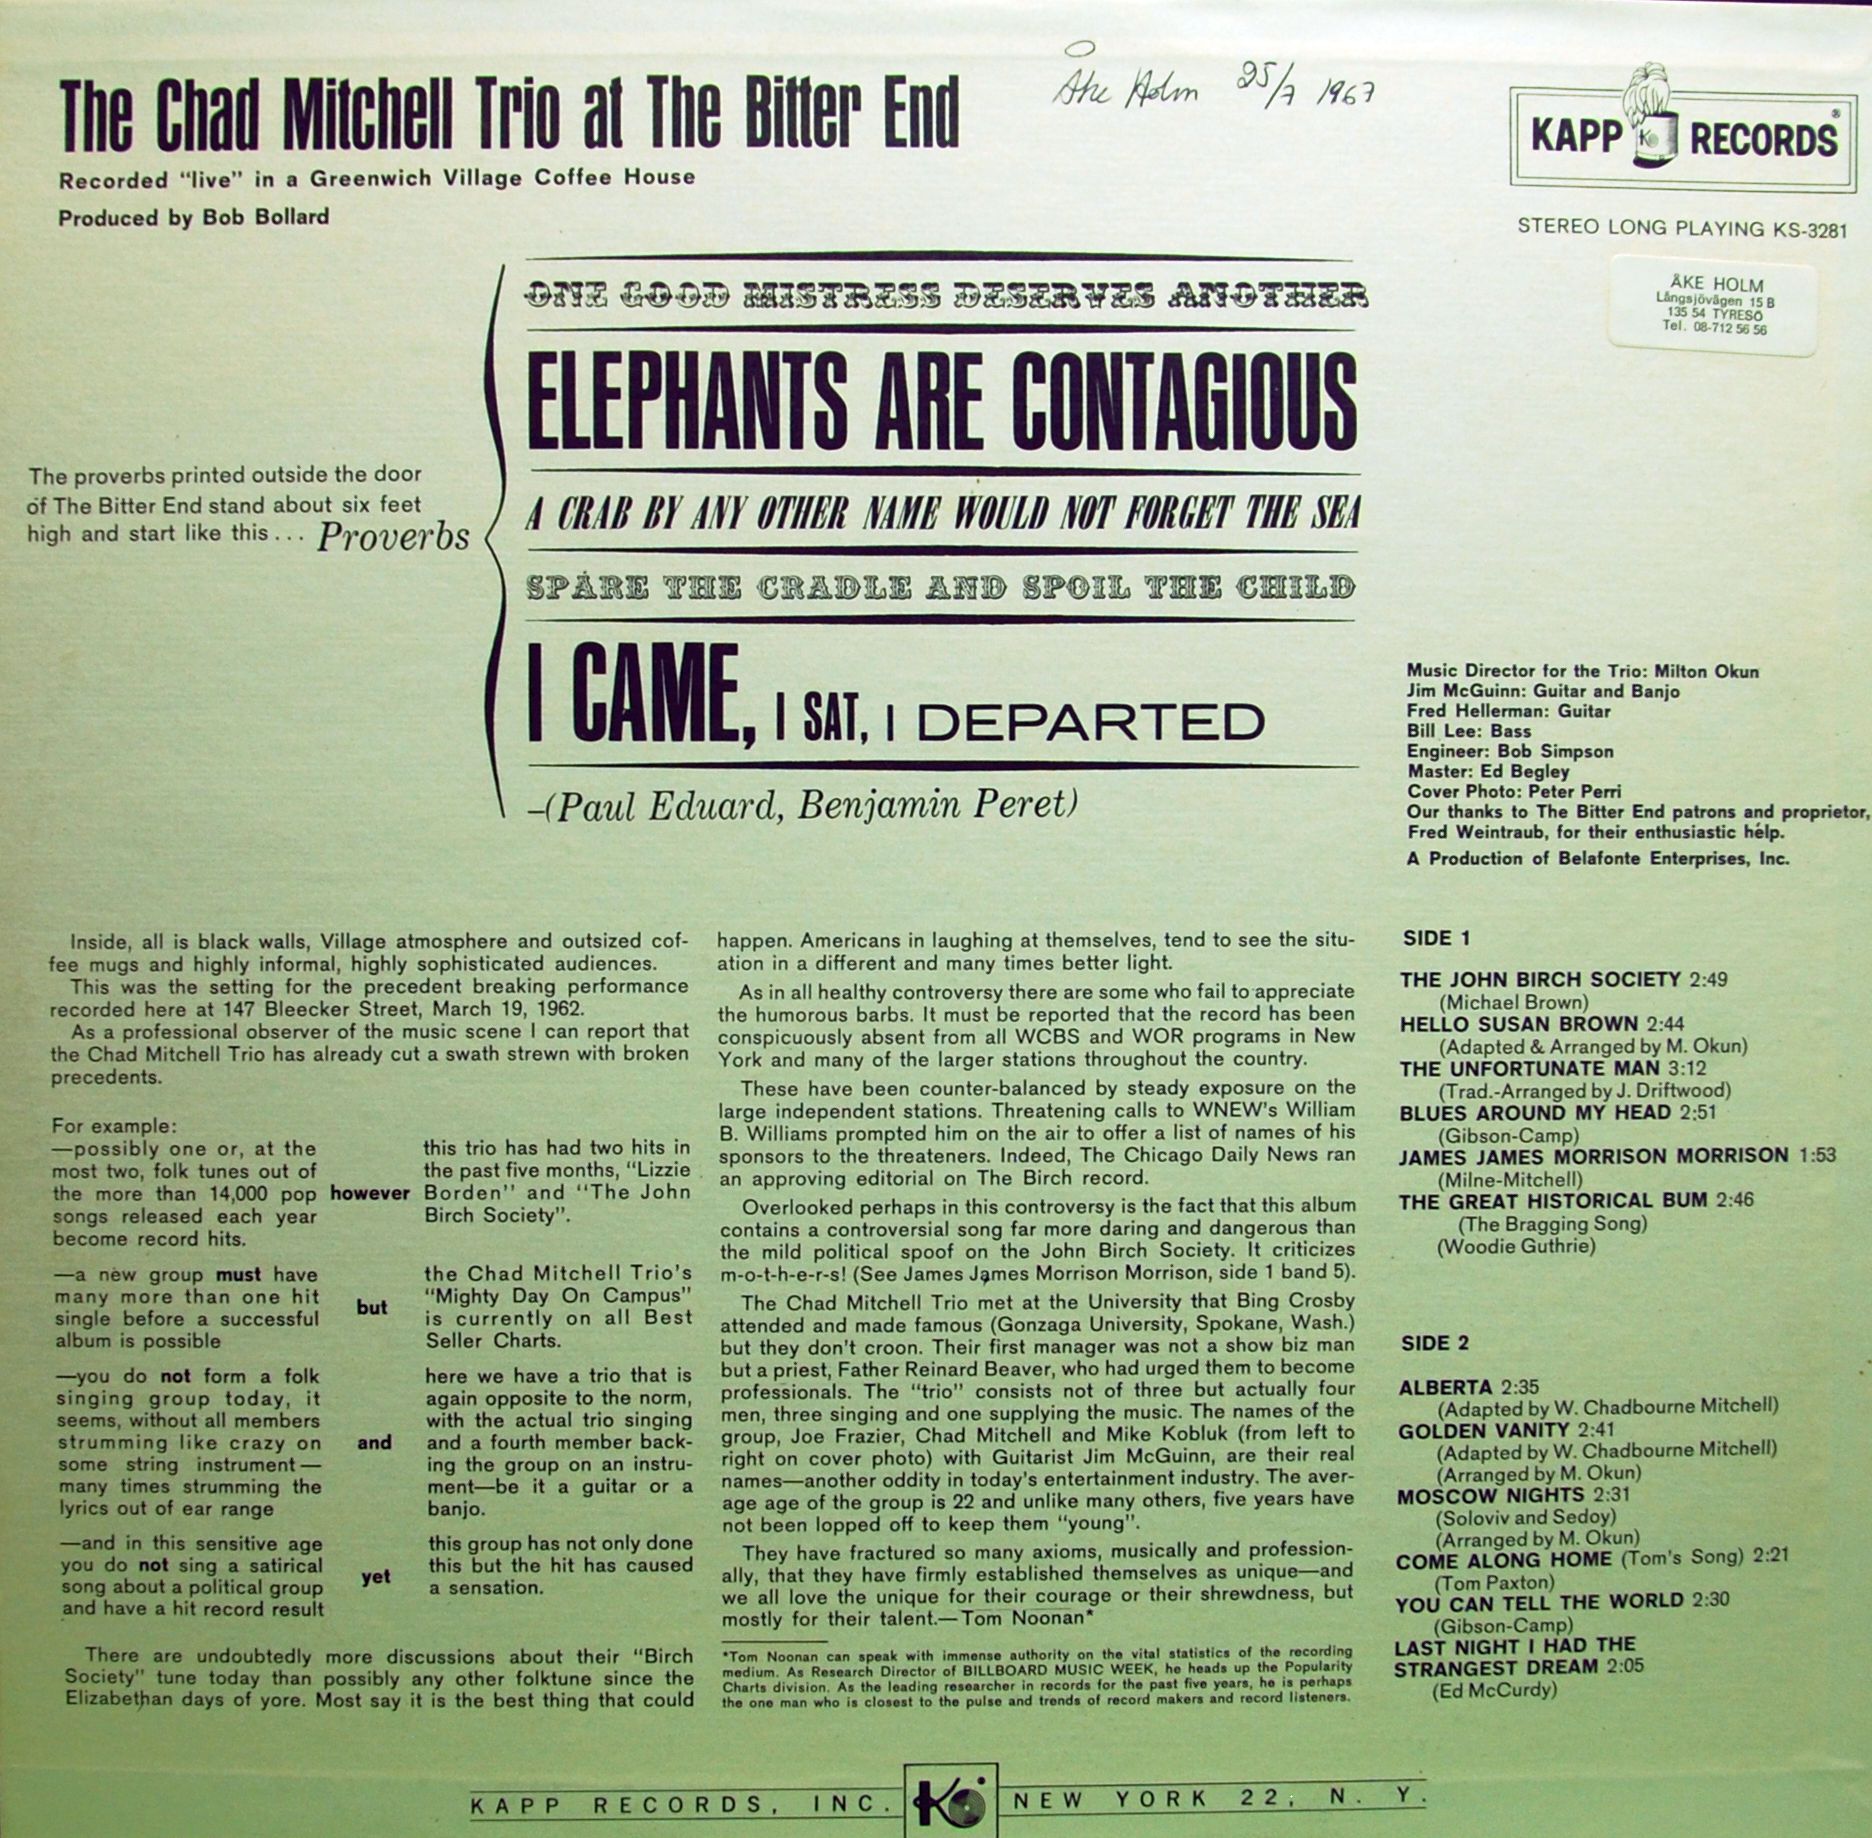 The Chad Mitchell Trio at The Bitter End
Recorded "live" in a Greenwich Village Coffee House
Produced by Bob Bollard
Åke Holm 25/7 1967
KAPP RECORDS®
K
STEREO LONG PLAYING KS-3281
ÅKE HOLM
Långsjövägen 15 B
135 54 TYRESÖ
Tel. 08-712 56 56
The proverbs printed outside the door
of The Bitter End stand about six feet
high and start like this... Proverbs
ONE GOOD MISTRESS DESERVES ANOTHER
ELEPHANTS ARE CONTAGIOUS
A CRAB BY ANY OTHER NAME WOULD NOT FORGET THE SEA
SPARE THE CRADLE AND SPOIL THE CHILD
I CAME, I SAT, I DEPARTED
—(Paul Eduard, Benjamin Peret)
Music Director for the Trio: Milton Okun
Jim McGuinn: Guitar and Banjo
Fred Hellerman: Guitar
Bill Lee: Bass
Engineer: Bob Simpson
Master: Ed Begley
Cover Photo: Peter Perri
Our thanks to The Bitter End patrons and proprietor,
Fred Weintraub, for their enthusiastic help.
A Production of Belafonte Enterprises, Inc.
Inside, all is black walls, Village atmosphere and outsized cof-
fee mugs and highly informal, highly sophisticated audiences.
This was the setting for the precedent breaking performance
recorded here at 147 Bleecker Street, March 19, 1962.
As a professional observer of the music scene I can report that
the Chad Mitchell Trio has already cut a swath strewn with broken
precedents.
For example:
—possibly one or, at the
most two, folk tunes out of
the more than 14,000 pop
songs released each year
become record hits.
however
this trio has had two hits in
the past five months, "Lizzie
Borden" and "The John
Birch Society".
—a new group must have
many more than one hit
single before a successful
album is possible
but
the Chad Mitchell Trio's
"Mighty Day On Campus"
is currently on all Best
Seller Charts.
—you do not form a folk
singing group today, it
seems, without all members
strumming like crazy on
some string instrument—
many times strumming the
lyrics out of ear range
and
here we have a trio that is
again opposite to the norm,
with the actual trio singing
and a fourth member back-
ing the group on an instru-
ment—be it a guitar or a
banjo.
—and in this sensitive age
you do not sing a satirical
song about a political group
and have a hit record result
yet
this group has not only done
this but the hit has caused
a sensation.
There are undoubtedly more discussions about their "Birch
Society" tune today than possibly any other folktune since the
Elizabethan days of yore. Most say it is the best thing that could
happen. Americans in laughing at themselves, tend to see the situ-
ation in a different and many times better light.
As in all healthy controversy there are some who fail to appreciate
the humorous barbs. It must be reported that the record has been
conspicuously absent from all WCBS and WOR programs in New
York and many of the larger stations throughout the country.
These have been counter-balanced by steady exposure on the
large independent stations. Threatening calls to WNEW's William
B. Williams prompted him on the air to offer a list of names of his
sponsors to the threateners. Indeed, The Chicago Daily News ran
an approving editorial on The Birch record.
Overlooked perhaps in this controversy is the fact that this album
contains a controversial song far more daring and dangerous than
the mild political spoof on the John Birch Society. It criticizes
m-o-t-h-e-r-s! (See James James Morrison Morrison, side 1 band 5).
The Chad Mitchell Trio met at the University that Bing Crosby
attended and made famous (Gonzaga University, Spokane, Wash.)
but they don't croon. Their first manager was not a show biz man
but a priest, Father Reinard Beaver, who had urged them to become
professionals. The "trio" consists not of three but actually four
men, three singing and one supplying the music. The names of the
group, Joe Frazier, Chad Mitchell and Mike Kobluk (from left to
right on cover photo) with Guitarist Jim McGuinn, are their real
names—another oddity in today's entertainment industry. The aver-
age age of the group is 22 and unlike many others, five years have
not been lopped off to keep them "young".
They have fractured so many axioms, musically and profession-
ally, that they have firmly established themselves as unique—and
we all love the unique for their courage or their shrewdness, but
mostly for their talent.—Tom Noonan*
*Tom Noonan can speak with immense authority on the vital statistics of the recording
medium. As Research Director of BILLBOARD MUSIC WEEK, he heads up the Popularity
Charts division. As the leading researcher in records for the past five years, he is perhaps
the one man who is closest to the pulse and trends of record makers and record listeners.
SIDE 1
THE JOHN BIRCH SOCIETY 2:49
(Michael Brown)
HELLO SUSAN BROWN 2:44
(Adapted & Arranged by M. Okun)
THE UNFORTUNATE MAN 3:12
(Trad.-Arranged by J. Driftwood)
BLUES AROUND MY HEAD 2:51
(Gibson-Camp)
JAMES JAMES MORRISON MORRISON 1:53
(Milne-Mitchell)
THE GREAT HISTORICAL BUM 2:46
(The Bragging Song)
(Woodie Guthrie)
SIDE 2
ALBERTA 2:35
(Adapted by W. Chadbourne Mitchell)
GOLDEN VANITY 2:41
(Adapted by W. Chadbourne Mitchell)
(Arranged by M. Okun)
MOSCOW NIGHTS 2:31
(Soloviv and Sedoy)
(Arranged by M. Okun)
COME ALONG HOME (Tom's Song) 2:21
(Tom Paxton)
YOU CAN TELL THE WORLD 2:30
(Gibson-Camp)
LAST NIGHT I HAD THE
STRANGEST DREAM 2:05
(Ed McCurdy)
KAPP RECORDS, INC. K NEW YORK 22, N. Y.